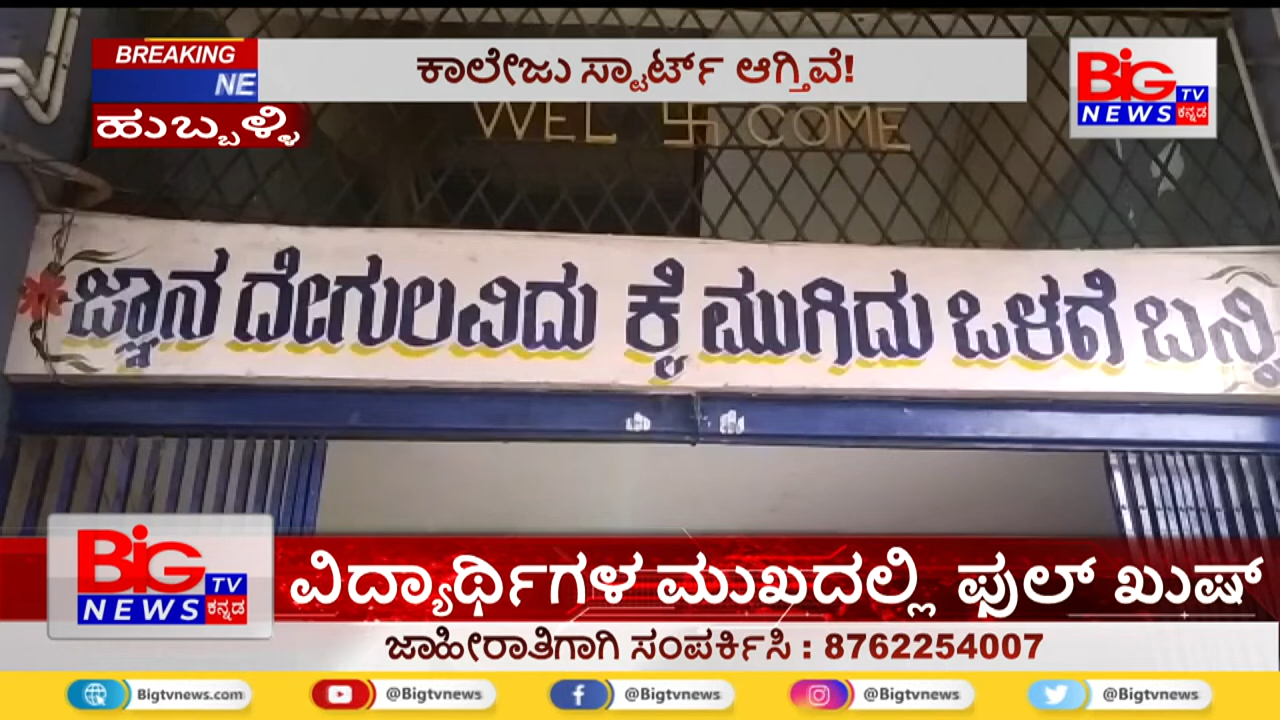 BREAKING
NE
ಕಾಲೇಜು ಸ್ಟಾರ್ಟ್ ಆಗ್ತಿವೆ!
BIG TV
NEWS ಕನ್ನಡ
ಹುಬ್ಬಳ್ಳಿ
WEL 卐 COME
ಜ್ಞಾನ ದೇಗುಲವಿದು ಕೈ ಮುಗಿದು ಒಳಗೆ ಬನ್ನಿ
BIG TV
NEWS ಕನ್ನಡ
ವಿದ್ಯಾರ್ಥಿಗಳ ಮುಖದಲ್ಲಿ ಫುಲ್ ಖುಷ್
ಜಾಹೀರಾತಿಗಾಗಿ ಸಂಪರ್ಕಿಸಿ : 8762254007
Bigtvnews.com @Bigtvnews @Bigtvnews @Bigtvnews @Bigtvnews